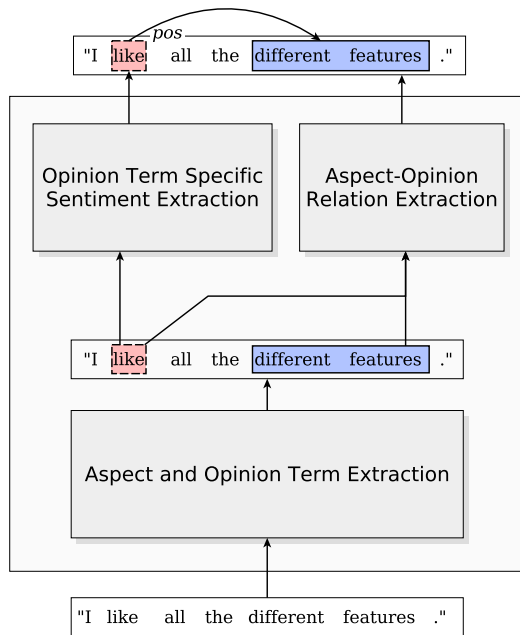 pos
"I like all the different features ."
Opinion Term Specific
Sentiment Extraction
Aspect-Opinion
Relation Extraction
"I like all the different features ."
Aspect and Opinion Term Extraction
"I like all the different features ."